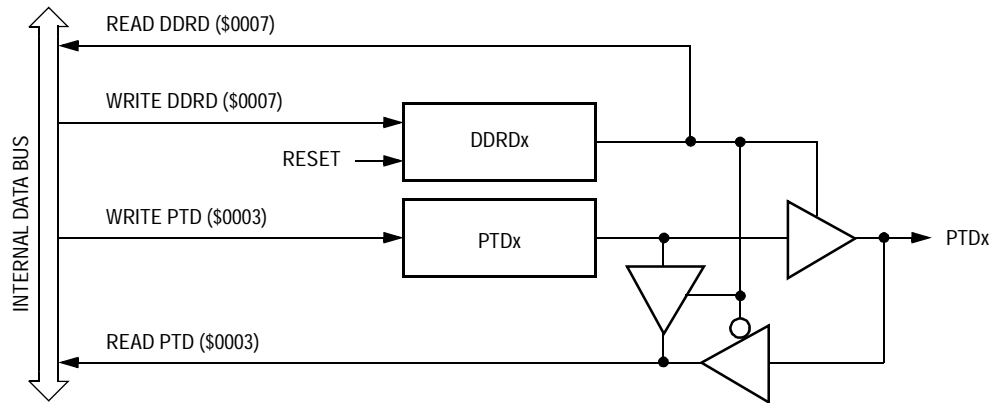 READ DDRD ($0007)
WRITE DDRD ($0007)
DDRDx
RESET
WRITE PTD ($0003)
PTDx
PTDx
READ PTD ($0003)
INTERNAL DATA BUS